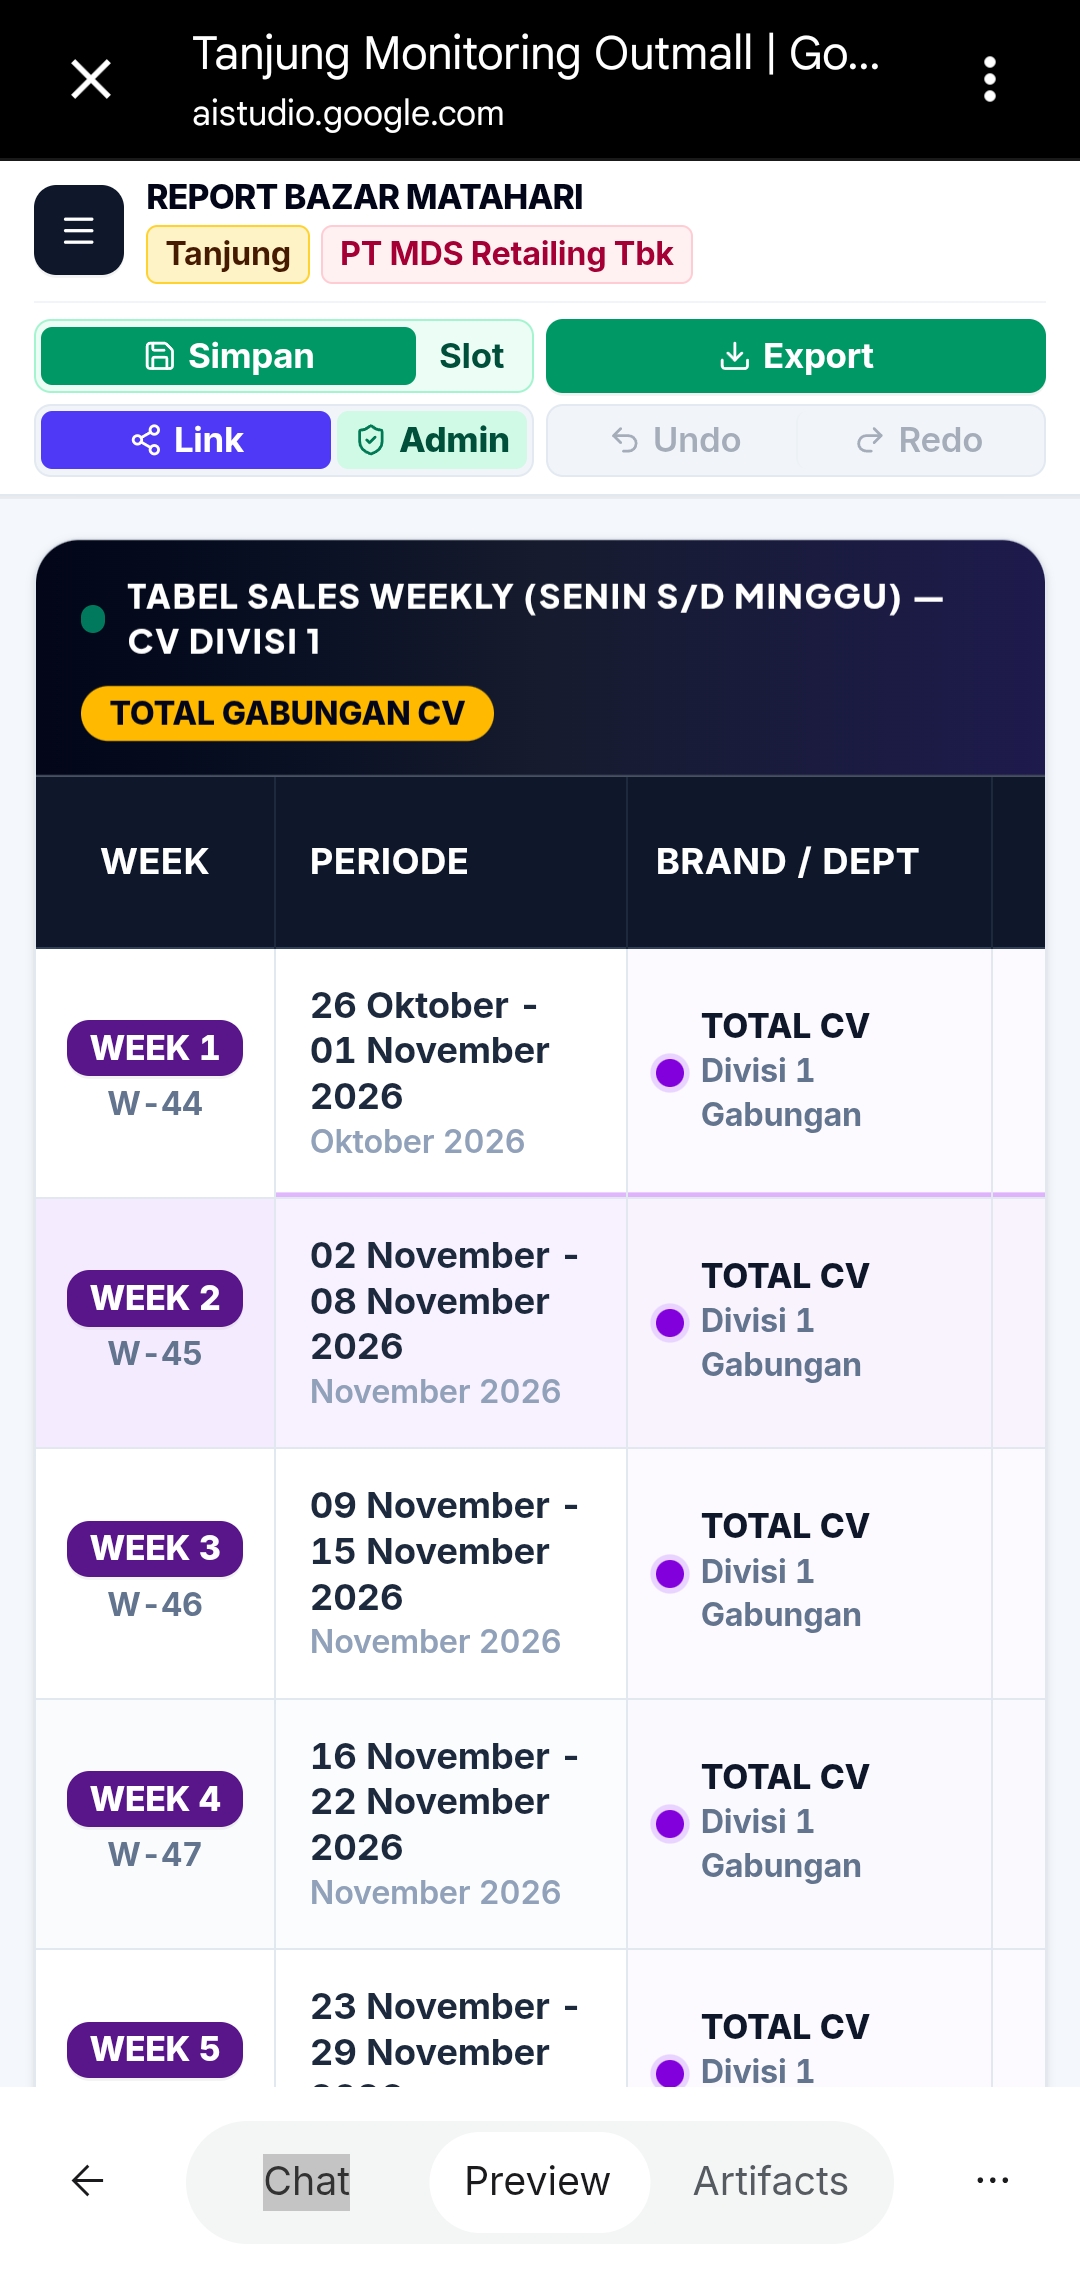 Tanjung Monitoring Outmall | Go...
aistudio.google.com
REPORT BAZAR MATAHARI
Tanjung
PT MDS Retailing Tbk
Simpan
Slot
Export
Link
Admin
Undo
Redo
TABEL SALES WEEKLY (SENIN S/D MINGGU) —
CV DIVISI 1
TOTAL GABUNGAN CV
WEEK
PERIODE
BRAND / DEPT
WEEK 1
W-44
26 Oktober -
01 November
2026
Oktober 2026
TOTAL CV
Divisi 1
Gabungan
WEEK 2
W-45
02 November -
08 November
2026
November 2026
TOTAL CV
Divisi 1
Gabungan
WEEK 3
W-46
09 November -
15 November
2026
November 2026
TOTAL CV
Divisi 1
Gabungan
WEEK 4
W-47
16 November -
22 November
2026
November 2026
TOTAL CV
Divisi 1
Gabungan
WEEK 5
23 November -
29 November
TOTAL CV
Divisi 1
Chat
Preview
Artifacts